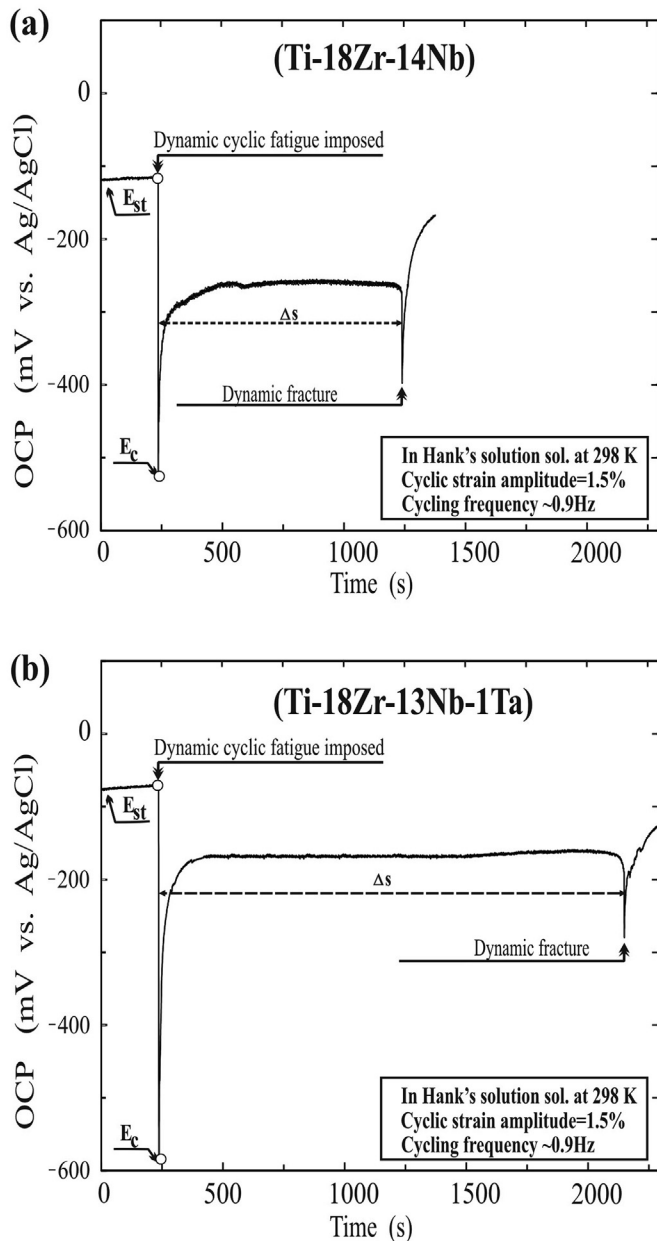 (a)
(Ti-18Zr-14Nb)
0
Dynamic cyclic fatigue imposed
Est
-200
Δs
-400
Dynamic fracture
Ec
In Hank's solution sol. at 298 K
Cyclic strain amplitude=1.5%
Cycling frequency ~0.9Hz
-600
0 500 1000 1500 2000
Time (s)
OCP (mV vs. Ag/AgCl)
(b)
(Ti-18Zr-13Nb-1Ta)
0
Dynamic cyclic fatigue imposed
Est
-200
Δs
Dynamic fracture
-400
In Hank's solution sol. at 298 K
Cyclic strain amplitude=1.5%
Cycling frequency ~0.9Hz
Ec
-600
0 500 1000 1500 2000
Time (s)
OCP (mV vs. Ag/AgCl)